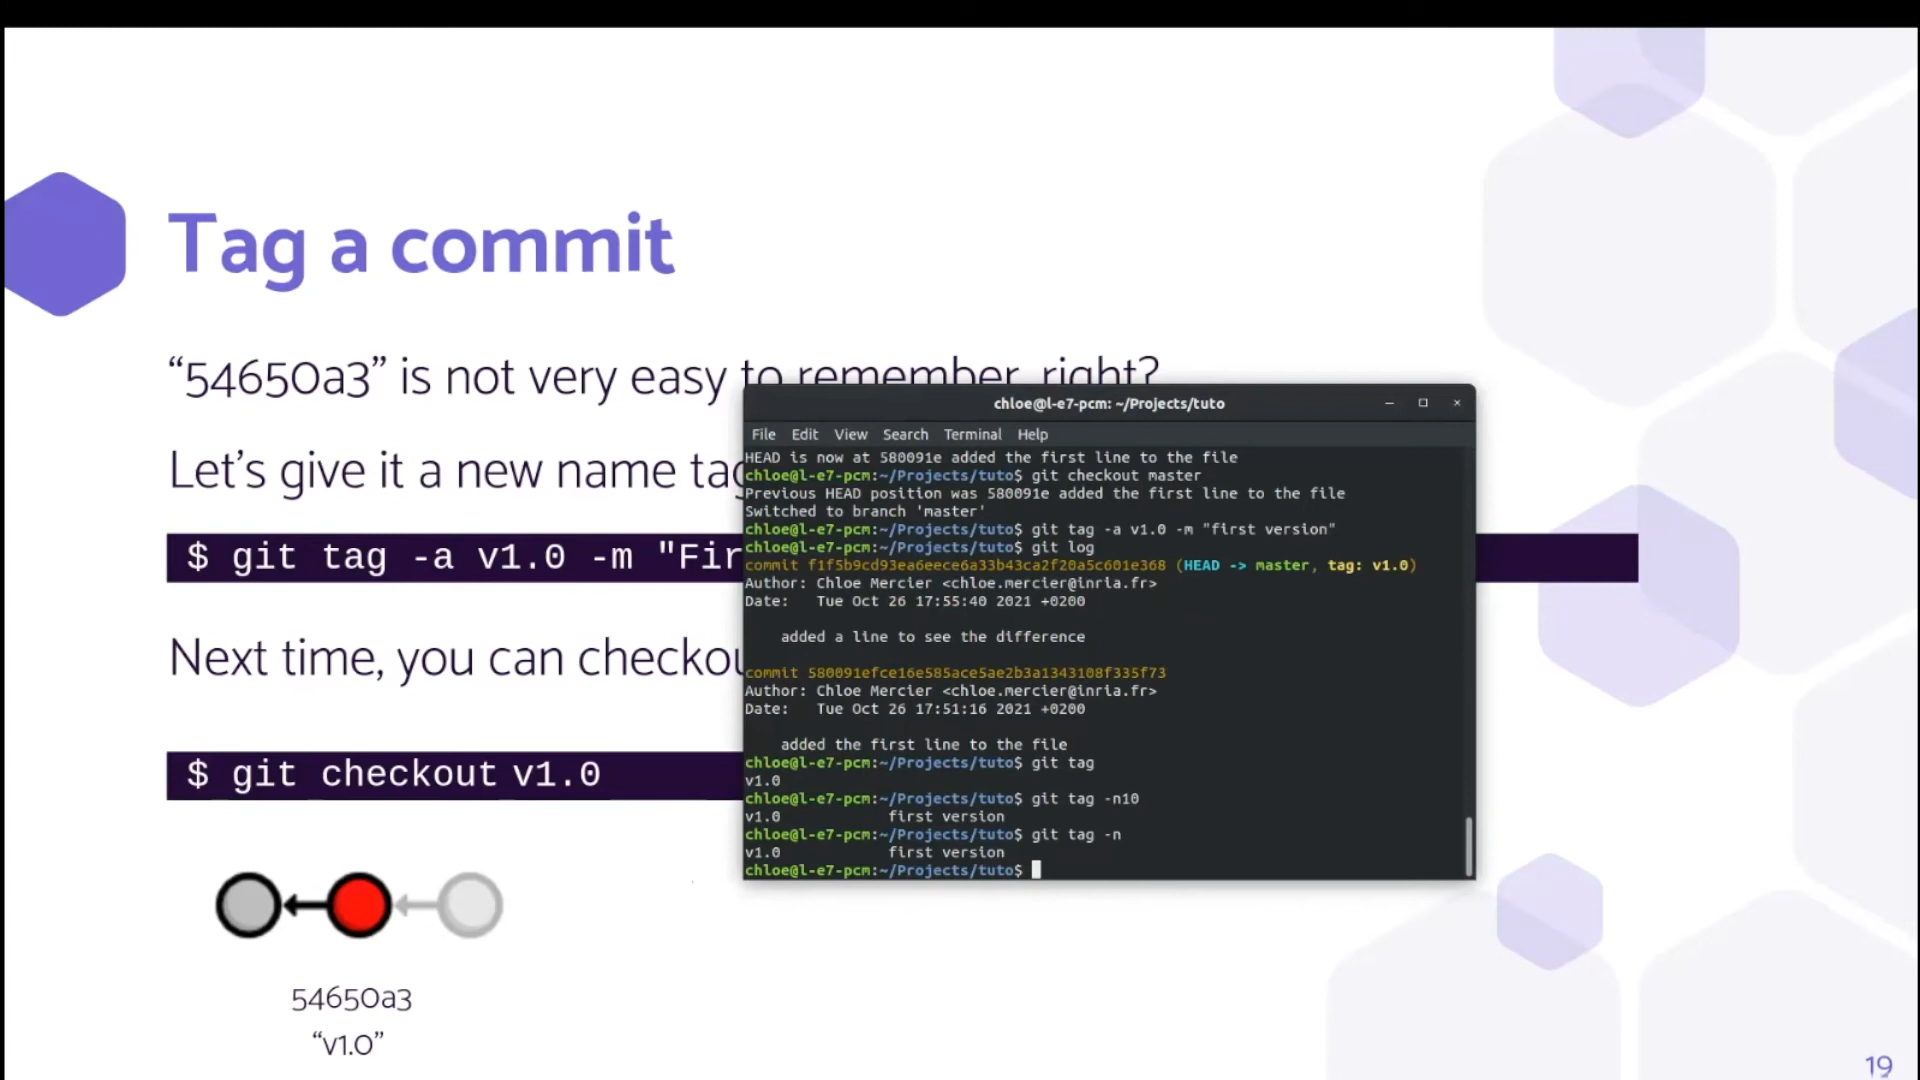 Tag a commit
“54650a3” is not very easy to remember, right?
Let’s give it a new name tag
$ git tag -a v1.0 -m "Fir
Next time, you can checkou
$ git checkout v1.0
54650a3
“v1.0”
19
chloe@l-e7-pcm: ~/Projects/tuto
File Edit View Search Terminal Help
HEAD is now at 580091e added the first line to the file
chloe@l-e7-pcm:~/Projects/tuto$ git checkout master
Previous HEAD position was 580091e added the first line to the file
Switched to branch 'master'
chloe@l-e7-pcm:~/Projects/tuto$ git tag -a v1.0 -m "first version"
chloe@l-e7-pcm:~/Projects/tuto$ git log
commit f1f5b9cd93ea6eece6a33b43ca2f20a5c601e368 (HEAD -> master, tag: v1.0)
Author: Chloe Mercier <chloe.mercier@inria.fr>
Date:   Tue Oct 26 17:55:40 2021 +0200
added a line to see the difference
commit 580091efce16e585ace5ae2b3a1343108f335f73
Author: Chloe Mercier <chloe.mercier@inria.fr>
Date:   Tue Oct 26 17:51:16 2021 +0200
added the first line to the file
chloe@l-e7-pcm:~/Projects/tuto$ git tag
v1.0
chloe@l-e7-pcm:~/Projects/tuto$ git tag -n10
v1.0            first version
chloe@l-e7-pcm:~/Projects/tuto$ git tag -n
v1.0            first version
chloe@l-e7-pcm:~/Projects/tuto$